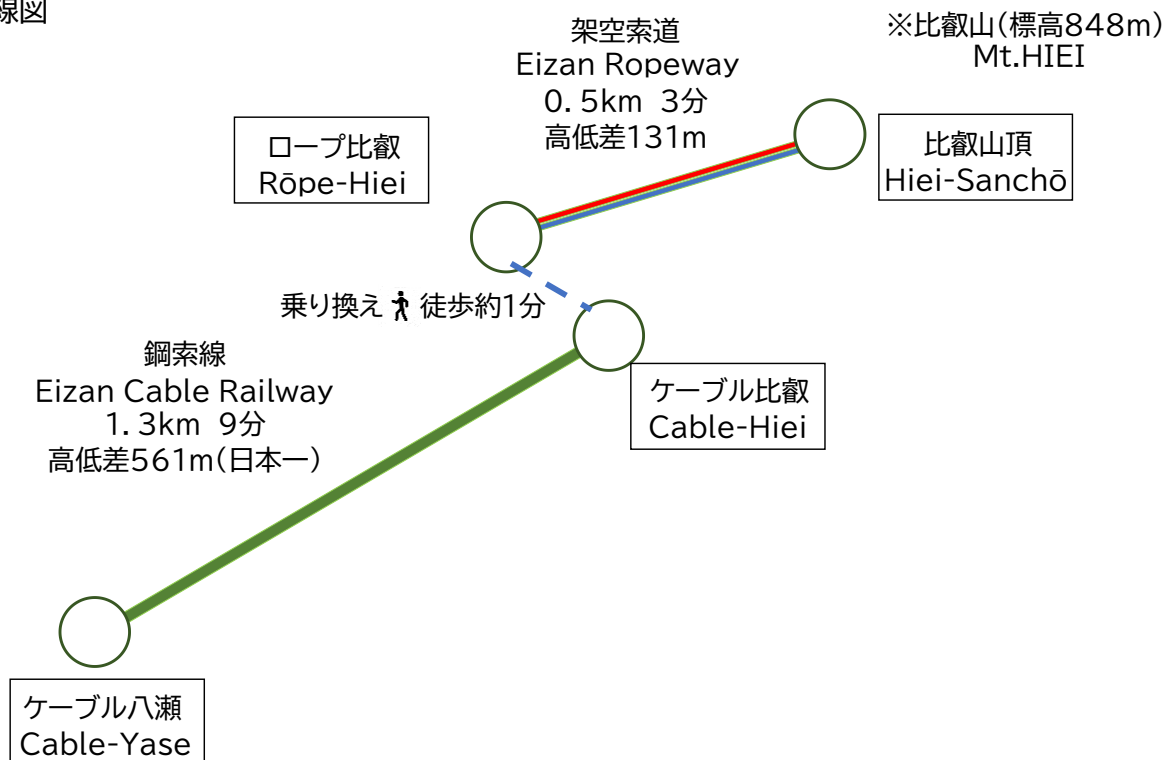 線図
※比叡山(標高848m)
Mt.HIEI
架空索道
Eizan Ropeway
0.5km 3分
高低差131m
ロープ比叡
Rōpe-Hiei
比叡山頂
Hiei-Sanchō
乗り換え 徒歩約1分
鋼索線
Eizan Cable Railway
1.3km 9分
高低差561m(日本一)
ケーブル比叡
Cable-Hiei
ケーブル八瀬
Cable-Yase